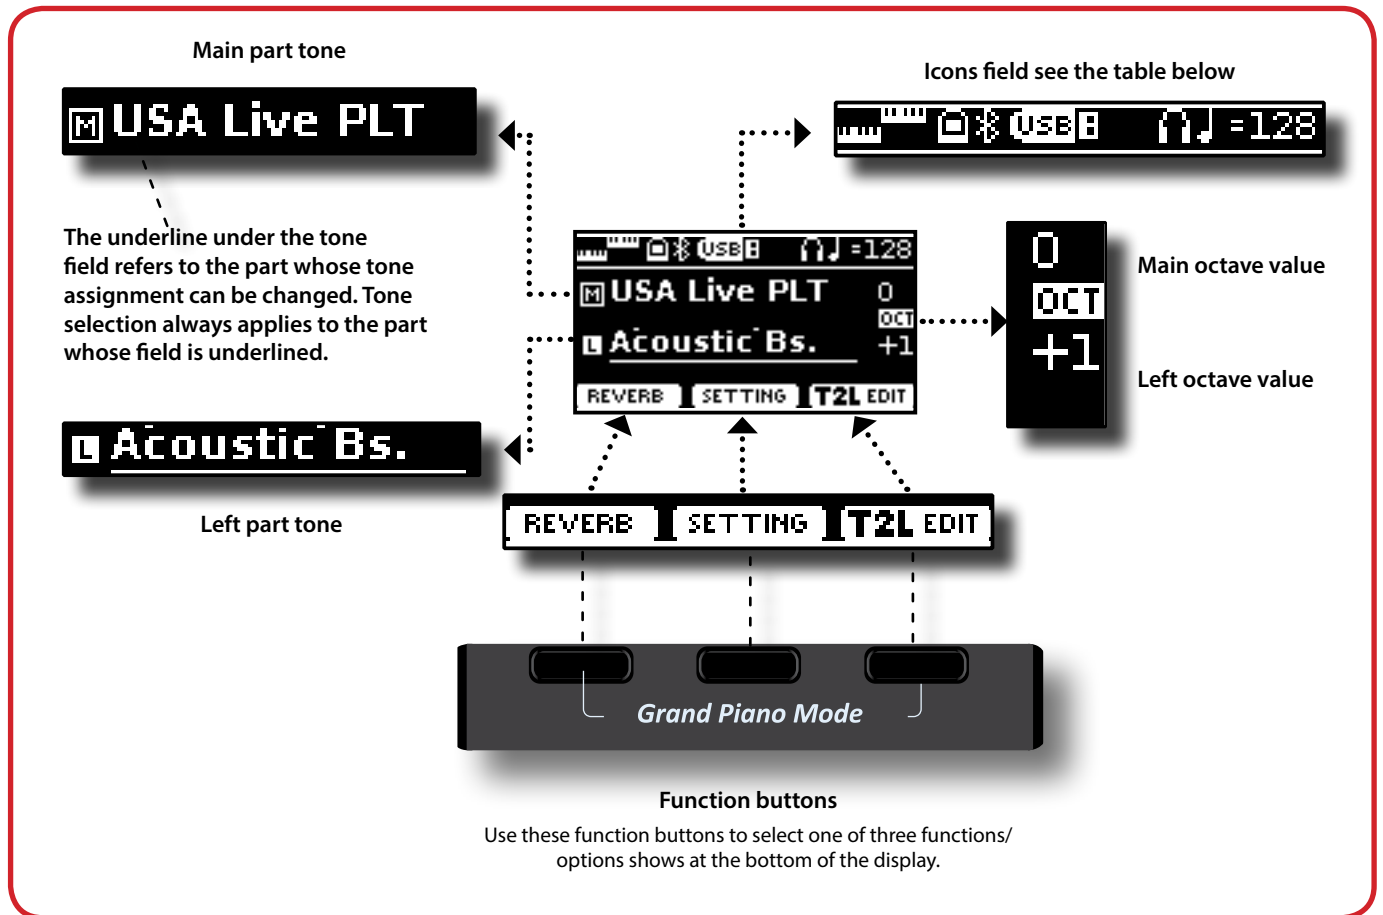 Main part tone
M USA Live PLT
The underline under the tone
field refers to the part whose tone
assignment can be changed. Tone
selection always applies to the part
whose field is underlined.
L Acoustic Bs.
Left part tone
Icons field see the table below
USB =128
USB =128
M USA Live PLT 0
OCT
L Acoustic Bs. +1
REVERB SETTING T2L EDIT
0
OCT
+1
Main octave value
Left octave value
REVERB SETTING T2L EDIT
Grand Piano Mode
Function buttons
Use these function buttons to select one of three functions/
options shows at the bottom of the display.